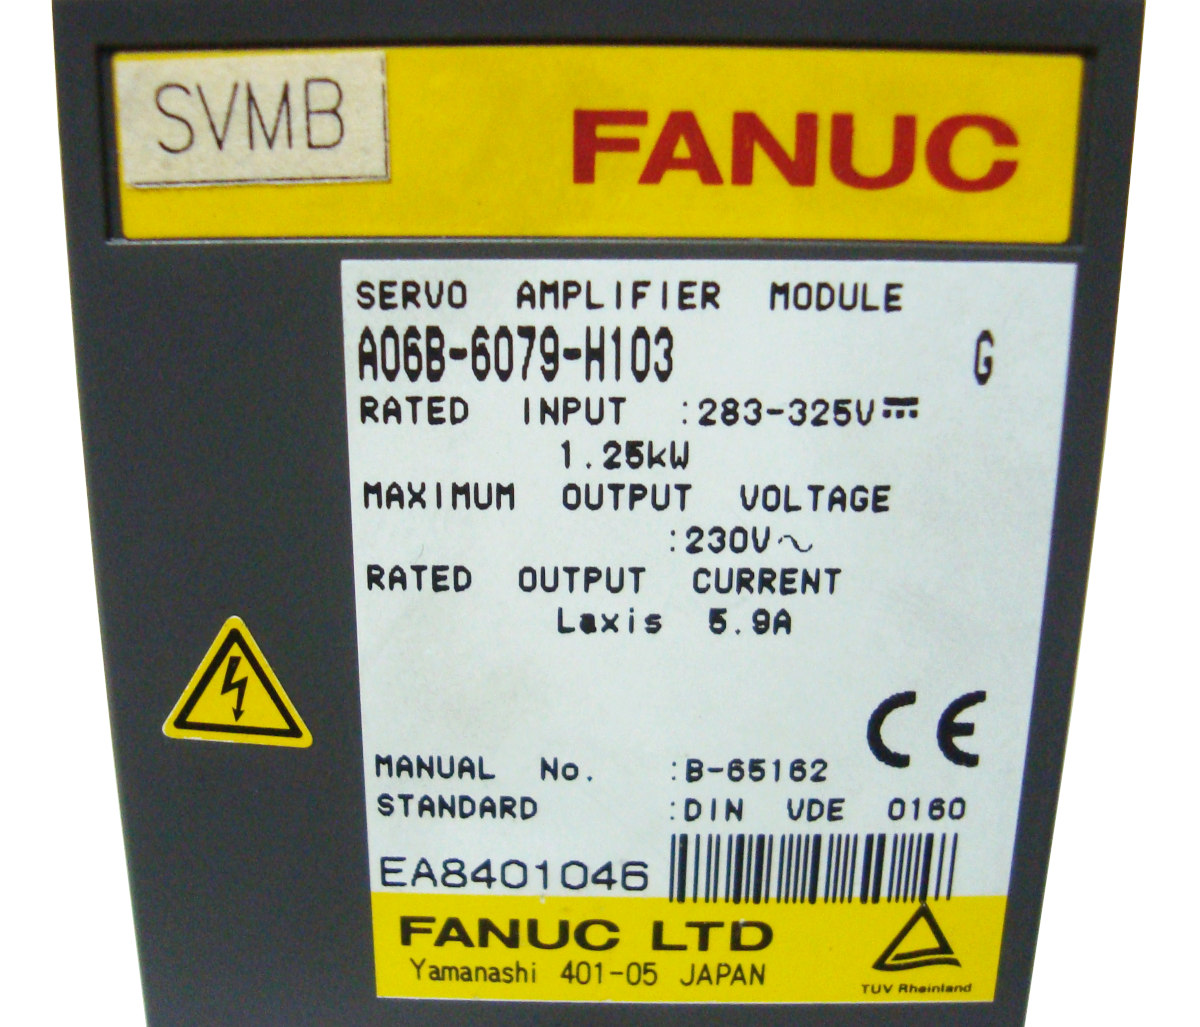 SVMB
FANUC
SERVO AMPLIFIER MODULE
A06B-6079-H103 G
RATED INPUT :283-325V⎓
1.25kW
MAXIMUM OUTPUT VOLTAGE
:230V~
RATED OUTPUT CURRENT
Laxis 5.9A
CE
MANUAL No. :B-65162
STANDARD :DIN VDE 0160
EA8401046
FANUC LTD
Yamanashi 401-05 JAPAN
TUV Rheinland